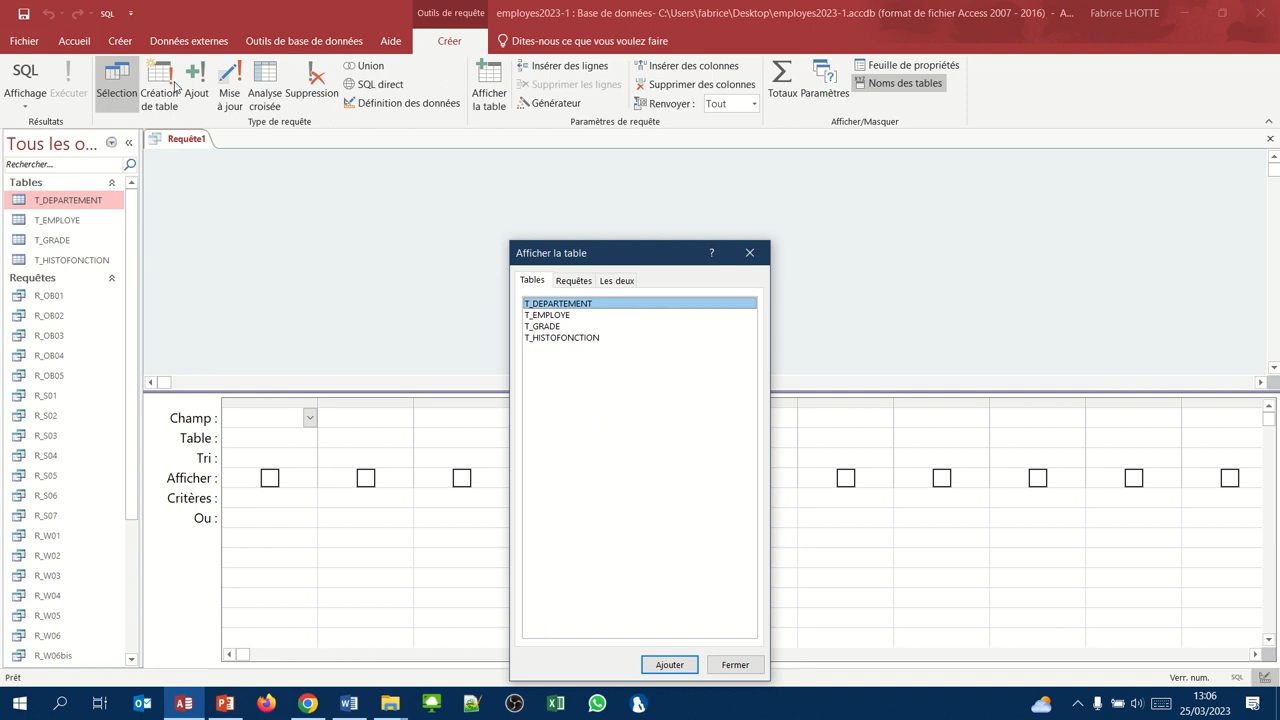 SQL
Outils de requête
employes2023-1 : Base de données- C:\Users\fabrice\Desktop\employes2023-1.accdb (format de fichier Access 2007 - 2016) - A...
Fabrice LHOTTE
Fichier
Accueil
Créer
Données externes
Outils de base de données
Aide
Créer
Dites-nous ce que vous voulez faire
SQL
Affichage
Exécuter
Résultats
Sélection
Création
de table
Ajout
Mise
à jour
Analyse
croisée
Suppression
Union
SQL direct
Définition des données
Type de requête
Afficher
la table
Insérer des lignes
Supprimer les lignes
Générateur
Insérer des colonnes
Supprimer des colonnes
Renvoyer :
Tout
Paramètres de requête
Totaux
Paramètres
Feuille de propriétés
Noms des tables
Afficher/Masquer
Tous les o...
Rechercher...
Tables
T_DEPARTEMENT
T_EMPLOYE
T_GRADE
T_HISTOFONCTION
Requêtes
R_OB01
R_OB02
R_OB03
R_OB04
R_OB05
R_S01
R_S02
R_S03
R_S04
R_S05
R_S06
R_S07
R_W01
R_W02
R_W03
R_W04
R_W05
R_W06
R_W06bis
Requête1
Afficher la table
?
Tables
Requêtes
Les deux
T_DEPARTEMENT
T_EMPLOYE
T_GRADE
T_HISTOFONCTION
Ajouter
Fermer
Champ :
Table :
Tri :
Afficher :
Critères :
Ou :
Prêt
Verr. num.
SQL
13:06
25/03/2023